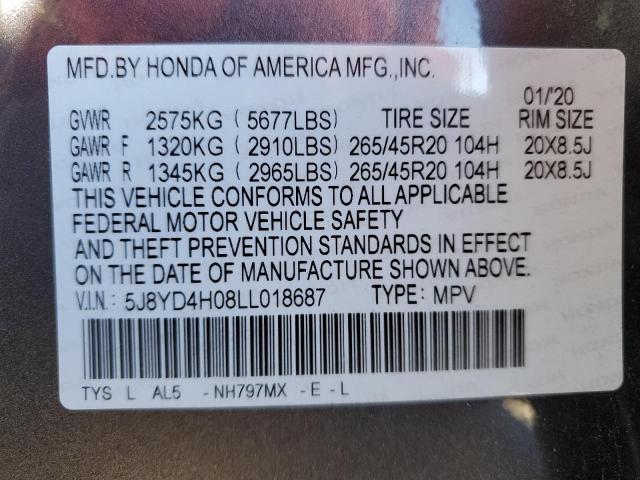 MFD.BY HONDA OF AMERICA MFG.,INC.
01/'20
GVWR 2575KG ( 5677LBS) TIRE SIZE RIM SIZE
GAWR F 1320KG ( 2910LBS) 265/45R20 104H 20X8.5J
GAWR R 1345KG ( 2965LBS) 265/45R20 104H 20X8.5J
THIS VEHICLE CONFORMS TO ALL APPLICABLE
FEDERAL MOTOR VEHICLE SAFETY
AND THEFT PREVENTION STANDARDS IN EFFECT
ON THE DATE OF MANUFACTURE SHOWN ABOVE.
V.I.N.: 5J8YD4H08LL018687 TYPE: MPV
TYS L AL5 -NH797MX -E -L